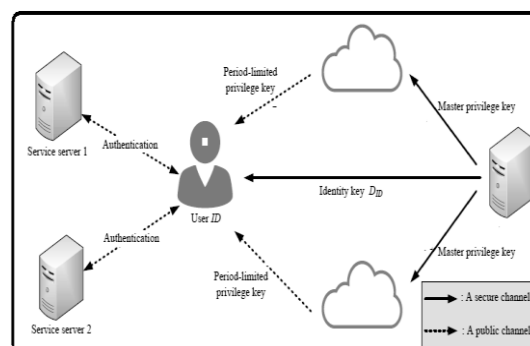 Period-limited
privilege key
Master privilege key
Service server 1
Authentication
Identity key D_ID
User ID
Authentication
Master privilege key
Period-limited
privilege key
Service server 2
: A secure channel
: A public channel